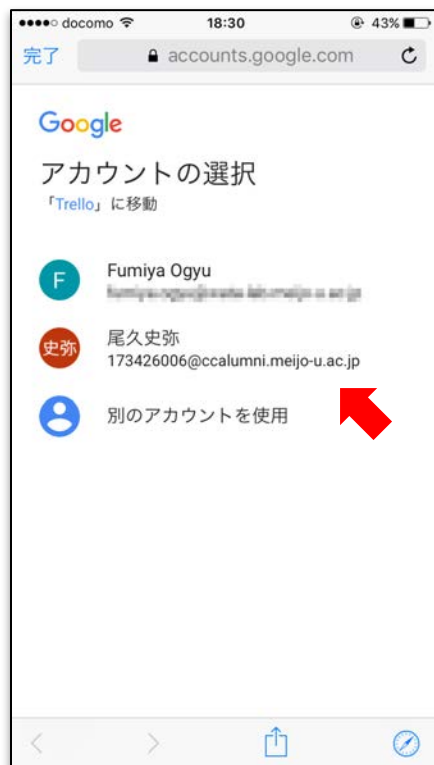 docomo 18:30 43%
完了 accounts.google.com
Google
アカウントの選択
「Trello」に移動
F Fumiya Ogyu
史弥 尾久史弥
173426006@ccalumni.meijo-u.ac.jp
別のアカウントを使用